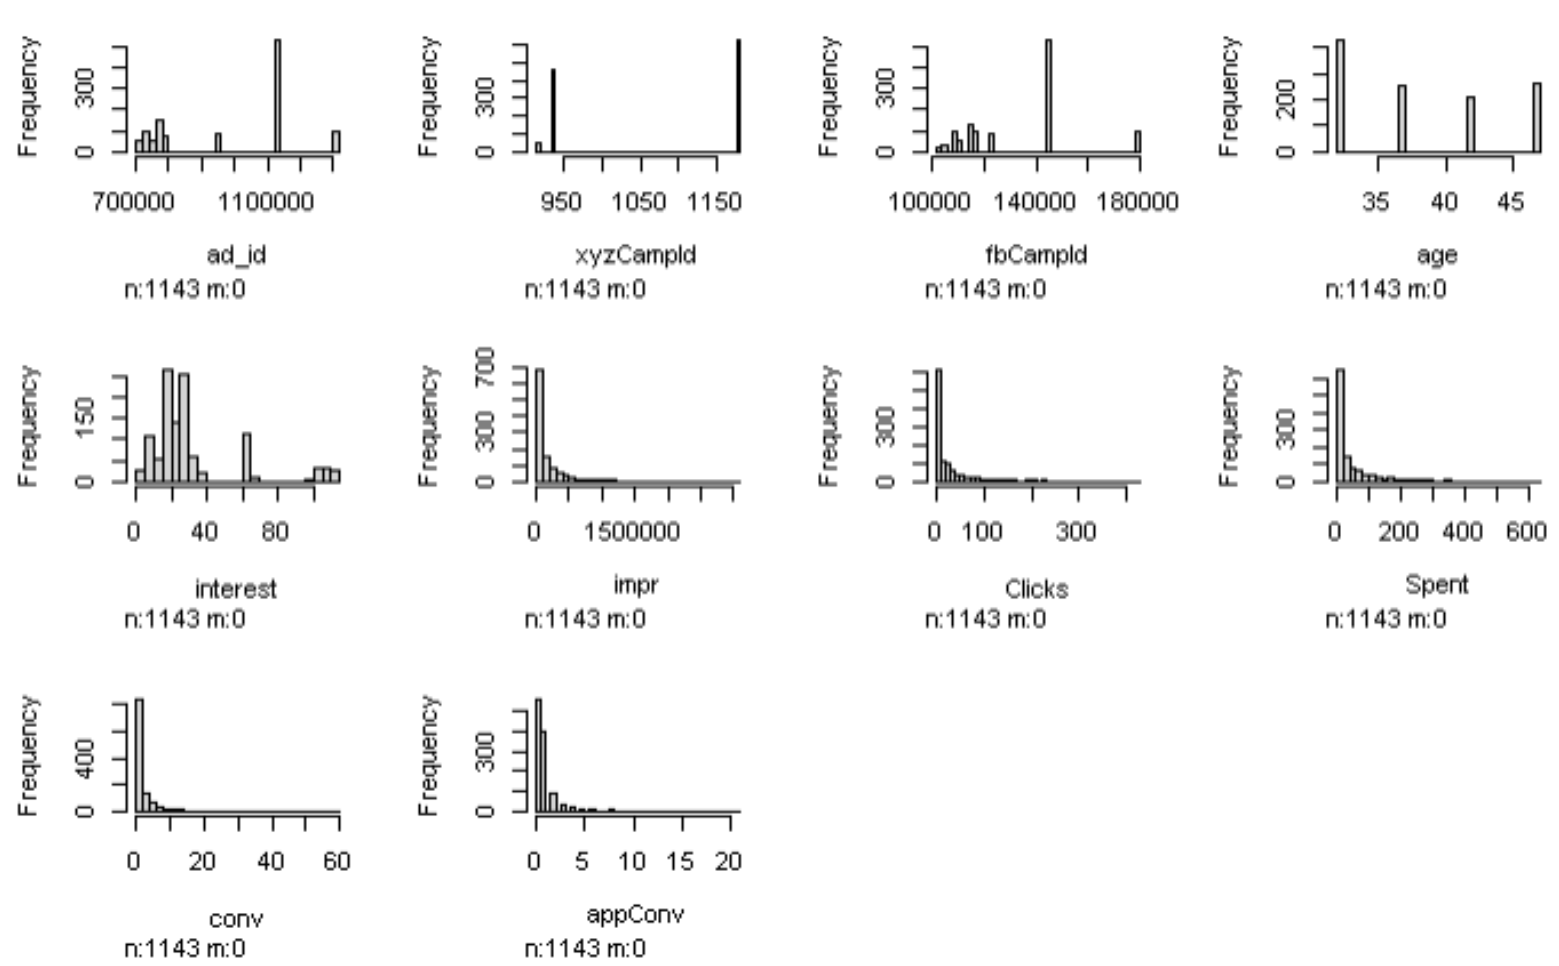 Frequency
300
0
7000000 1100000
ad_id
n:1143 m:0
Frequency
300
0
950 1050 1150
xyzCampId
n:1143 m:0
Frequency
300
0
100000 140000 180000
fbCampId
n:1143 m:0
Frequency
200
0
35 40 45
age
n:1143 m:0
Frequency
150
0
0 40 80
interest
n:1143 m:0
Frequency
700
300
0
0 1500000
impr
n:1143 m:0
Frequency
300
0
0 100 300
Clicks
n:1143 m:0
Frequency
300
0
0 200 400 600
Spent
n:1143 m:0
Frequency
400
0
0 20 40 60
conv
n:1143 m:0
Frequency
300
0
0 5 10 15 20
appConv
n:1143 m:0